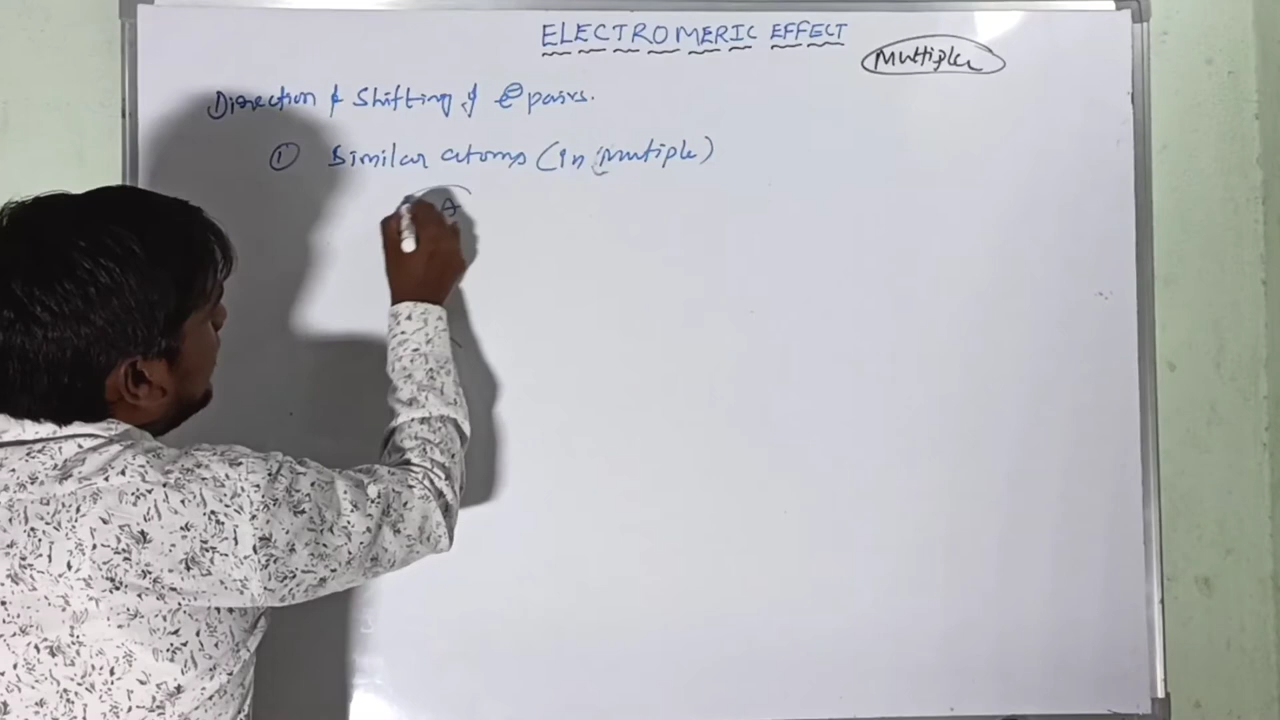 ELECTROMERIC EFFECT
Multiple
Direction of Shifting of e⊖ pairs.
① Similar atoms (in multiple)
A